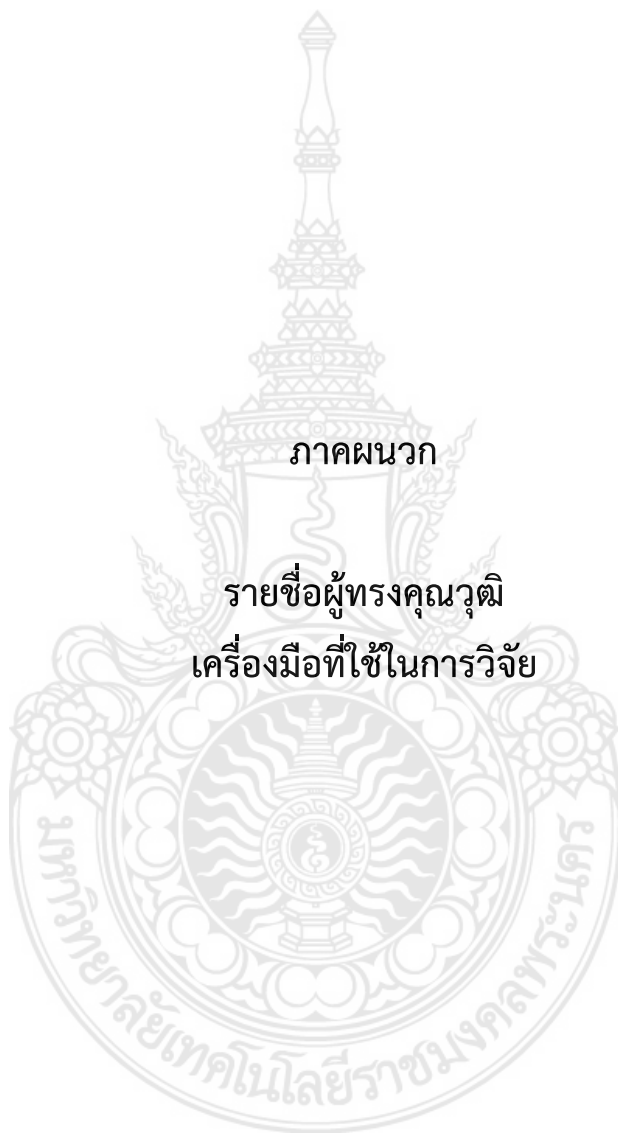 ภาคผนวก
รายชื่อผู้ทรงคุณวุฒิ
เครื่องมือที่ใช้ในการวิจัย
มหาวิทยาลัยเทคโนโลยีราชมงคลพระนคร